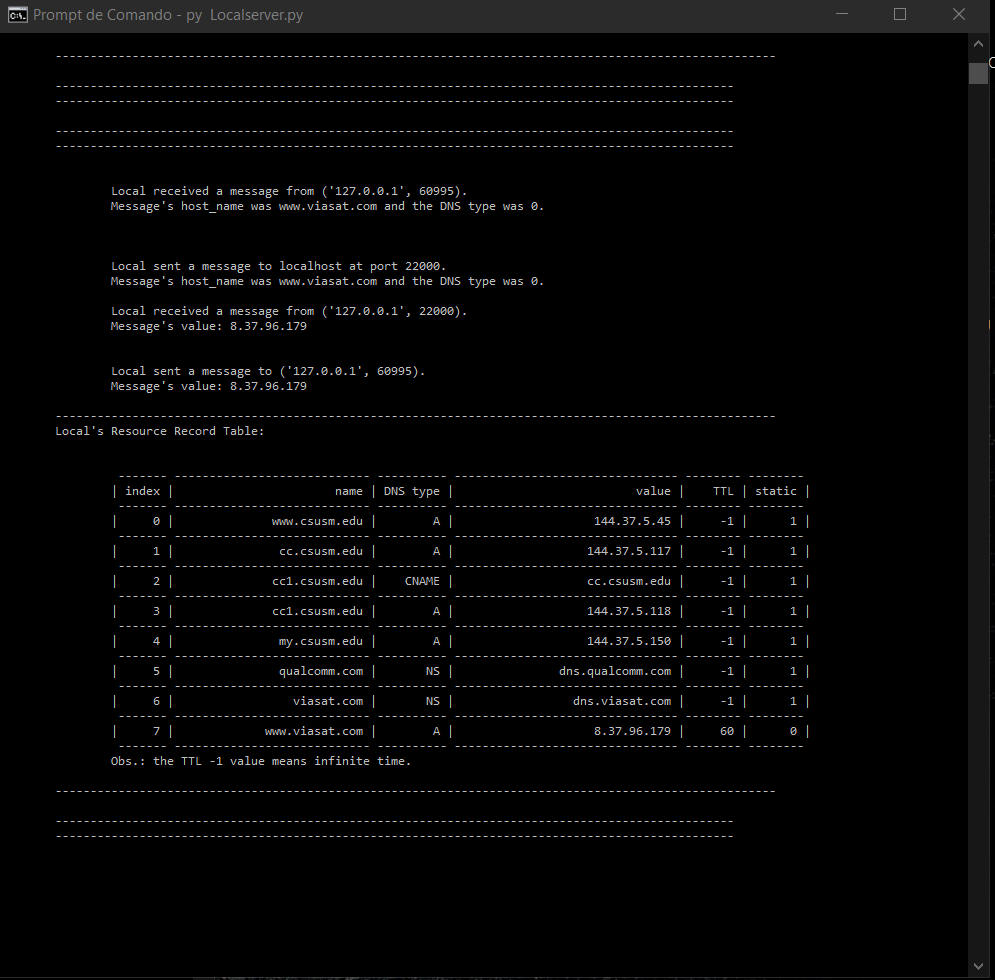 Prompt de Comando - py  Localserver.py
-------------------------------------------------------------------------------------------------------
-------------------------------------------------------------------------------------------------
-------------------------------------------------------------------------------------------------
-------------------------------------------------------------------------------------------------
-------------------------------------------------------------------------------------------------
Local received a message from ('127.0.0.1', 60995).
Message's host_name was www.viasat.com and the DNS type was 0.
Local sent a message to localhost at port 22000.
Message's host_name was www.viasat.com and the DNS type was 0.
Local received a message from ('127.0.0.1', 22000).
Message's value: 8.37.96.179
Local sent a message to ('127.0.0.1', 60995).
Message's value: 8.37.96.179
-------------------------------------------------------------------------------------------------------
Local's Resource Record Table:
 ------- ---------------------------- ---------- -------------------------------- -------- --------
| index |                       name | DNS type |                          value |    TTL | static |
 ------- ---------------------------- ---------- -------------------------------- -------- --------
|     0 |              www.csusm.edu |        A |                    144.37.5.45 |     -1 |      1 |
 ------- ---------------------------- ---------- -------------------------------- -------- --------
|     1 |               cc.csusm.edu |        A |                   144.37.5.117 |     -1 |      1 |
 ------- ---------------------------- ---------- -------------------------------- -------- --------
|     2 |              cc1.csusm.edu |    CNAME |                   cc.csusm.edu |     -1 |      1 |
 ------- ---------------------------- ---------- -------------------------------- -------- --------
|     3 |              cc1.csusm.edu |        A |                   144.37.5.118 |     -1 |      1 |
 ------- ---------------------------- ---------- -------------------------------- -------- --------
|     4 |               my.csusm.edu |        A |                   144.37.5.150 |     -1 |      1 |
 ------- ---------------------------- ---------- -------------------------------- -------- --------
|     5 |               qualcomm.com |       NS |               dns.qualcomm.com |     -1 |      1 |
 ------- ---------------------------- ---------- -------------------------------- -------- --------
|     6 |                 viasat.com |       NS |                 dns.viasat.com |     -1 |      1 |
 ------- ---------------------------- ---------- -------------------------------- -------- --------
|     7 |             www.viasat.com |        A |                    8.37.96.179 |     60 |      0 |
 ------- ---------------------------- ---------- -------------------------------- -------- --------
Obs.: the TTL -1 value means infinite time.
-------------------------------------------------------------------------------------------------------
-------------------------------------------------------------------------------------------------
-------------------------------------------------------------------------------------------------